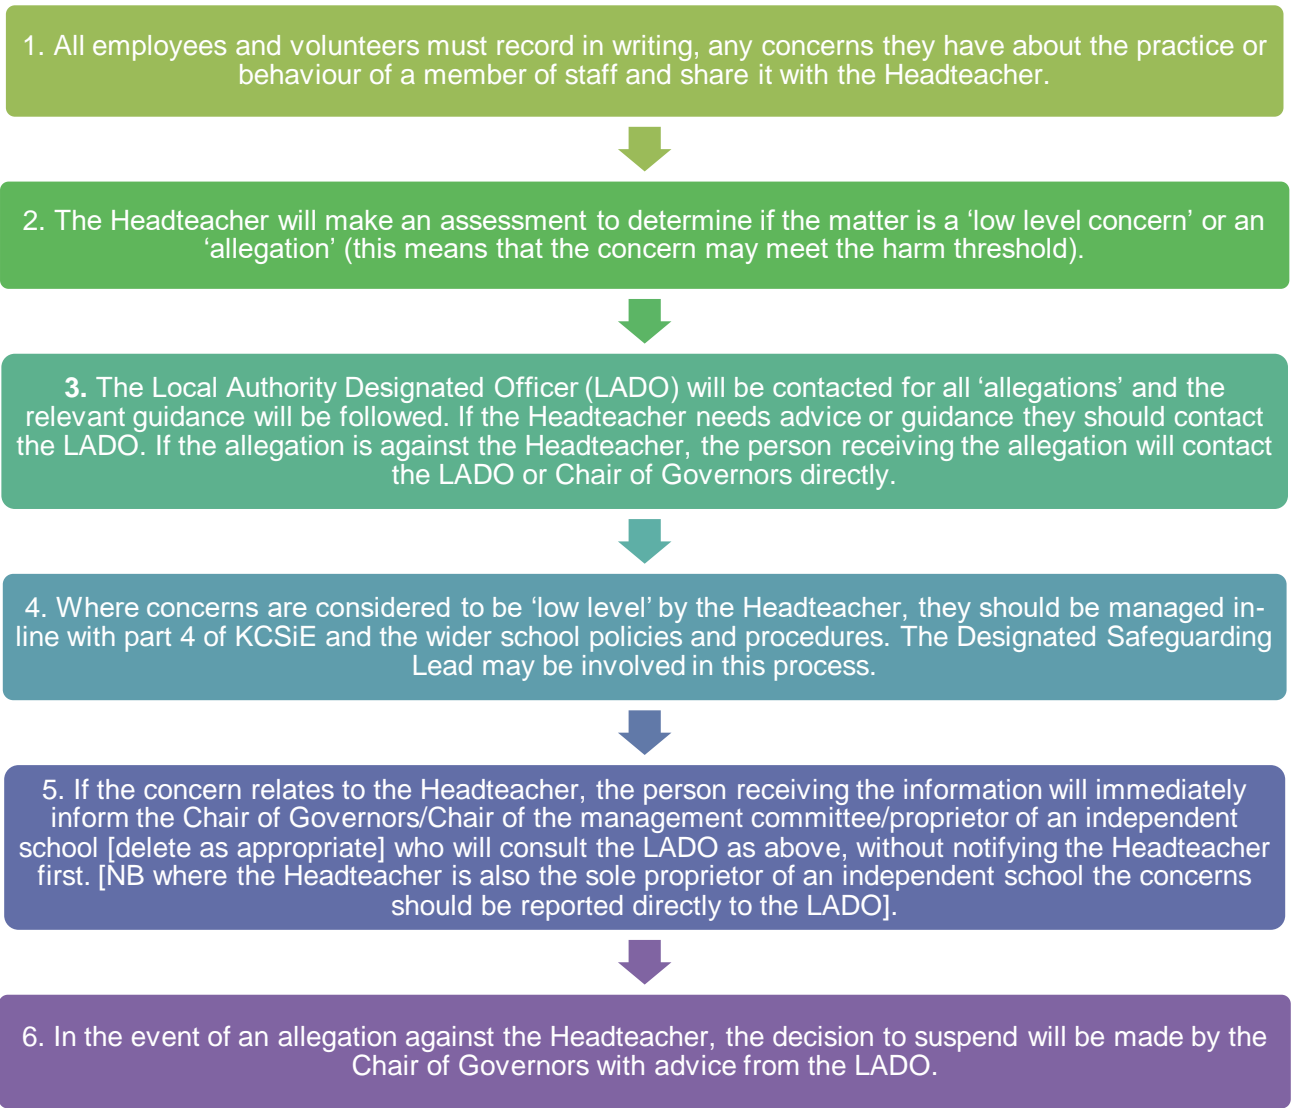 1. All employees and volunteers must record in writing, any concerns they have about the practice or
behaviour of a member of staff and share it with the Headteacher.
2. The Headteacher will make an assessment to determine if the matter is a ‘low level concern’ or an
‘allegation’ (this means that the concern may meet the harm threshold).
3. The Local Authority Designated Officer (LADO) will be contacted for all ‘allegations’ and the
relevant guidance will be followed. If the Headteacher needs advice or guidance they should contact
the LADO. If the allegation is against the Headteacher, the person receiving the allegation will contact
the LADO or Chair of Governors directly.
4. Where concerns are considered to be ‘low level’ by the Headteacher, they should be managed in-
line with part 4 of KCSiE and the wider school policies and procedures. The Designated Safeguarding
Lead may be involved in this process.
5. If the concern relates to the Headteacher, the person receiving the information will immediately
inform the Chair of Governors/Chair of the management committee/proprietor of an independent
school [delete as appropriate] who will consult the LADO as above, without notifying the Headteacher
first. [NB where the Headteacher is also the sole proprietor of an independent school the concerns
should be reported directly to the LADO].
6. In the event of an allegation against the Headteacher, the decision to suspend will be made by the
Chair of Governors with advice from the LADO.